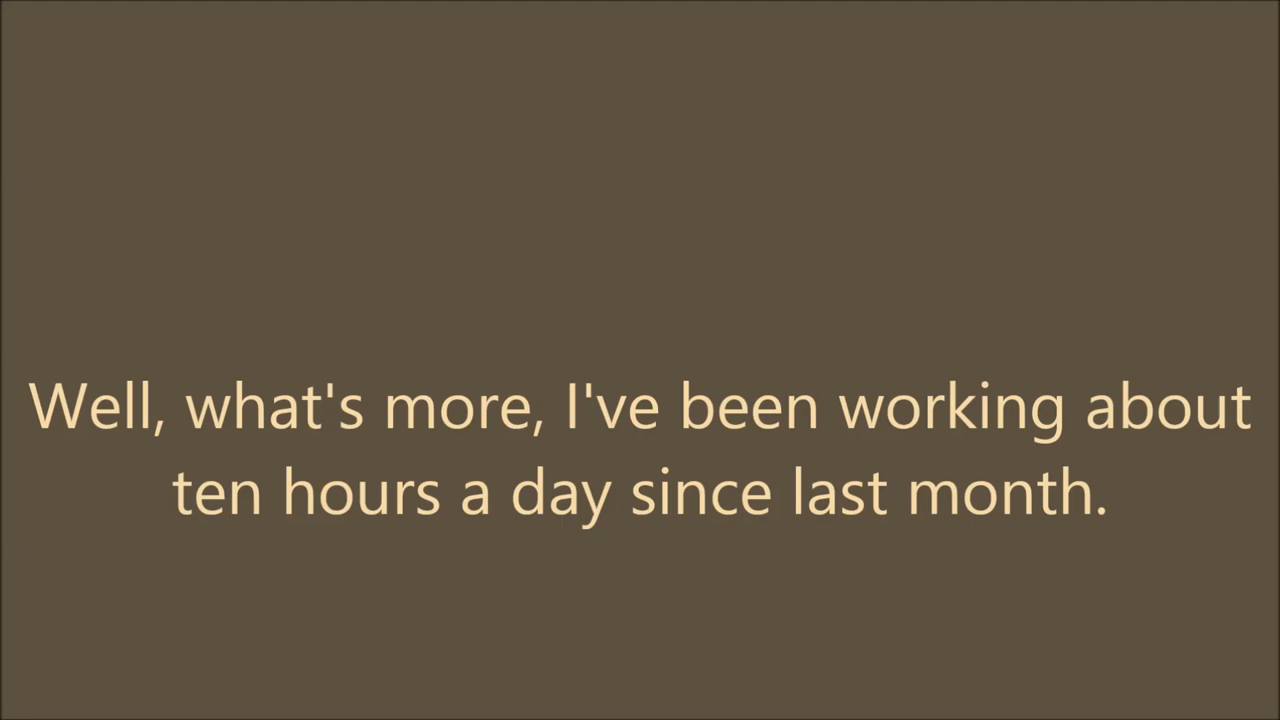 Well, what's more, I've been working about
ten hours a day since last month.